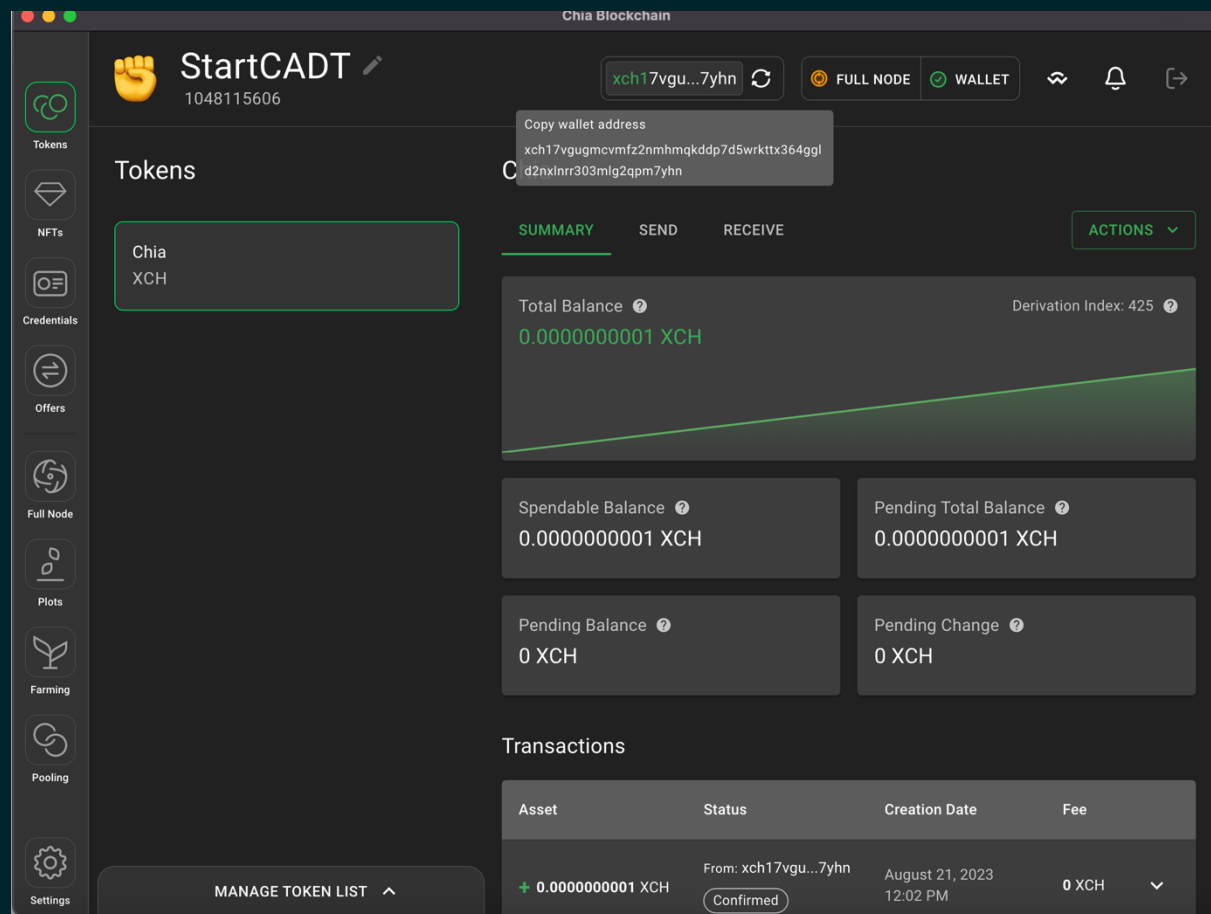 Chia Blockchain
StartCADT
1048115606
xch17vgu...7yhn
FULL NODE
WALLET
Copy wallet address
xch17vgugmcvmfz2nmhmqkddp7d5wrkttx364ggl
d2nxlnrr303mlg2qpm7yhn
Tokens
NFTs
Credentials
Offers
Full Node
Plots
Farming
Pooling
Settings
Tokens
Chia
XCH
MANAGE TOKEN LIST
SUMMARY
SEND
RECEIVE
ACTIONS
Total Balance
Derivation Index: 425
0.0000000001 XCH
Spendable Balance
0.0000000001 XCH
Pending Total Balance
0.0000000001 XCH
Pending Balance
0 XCH
Pending Change
0 XCH
Transactions
Asset
Status
Creation Date
Fee
+ 0.0000000001 XCH
From: xch17vgu...7yhn
Confirmed
August 21, 2023
12:02 PM
0 XCH